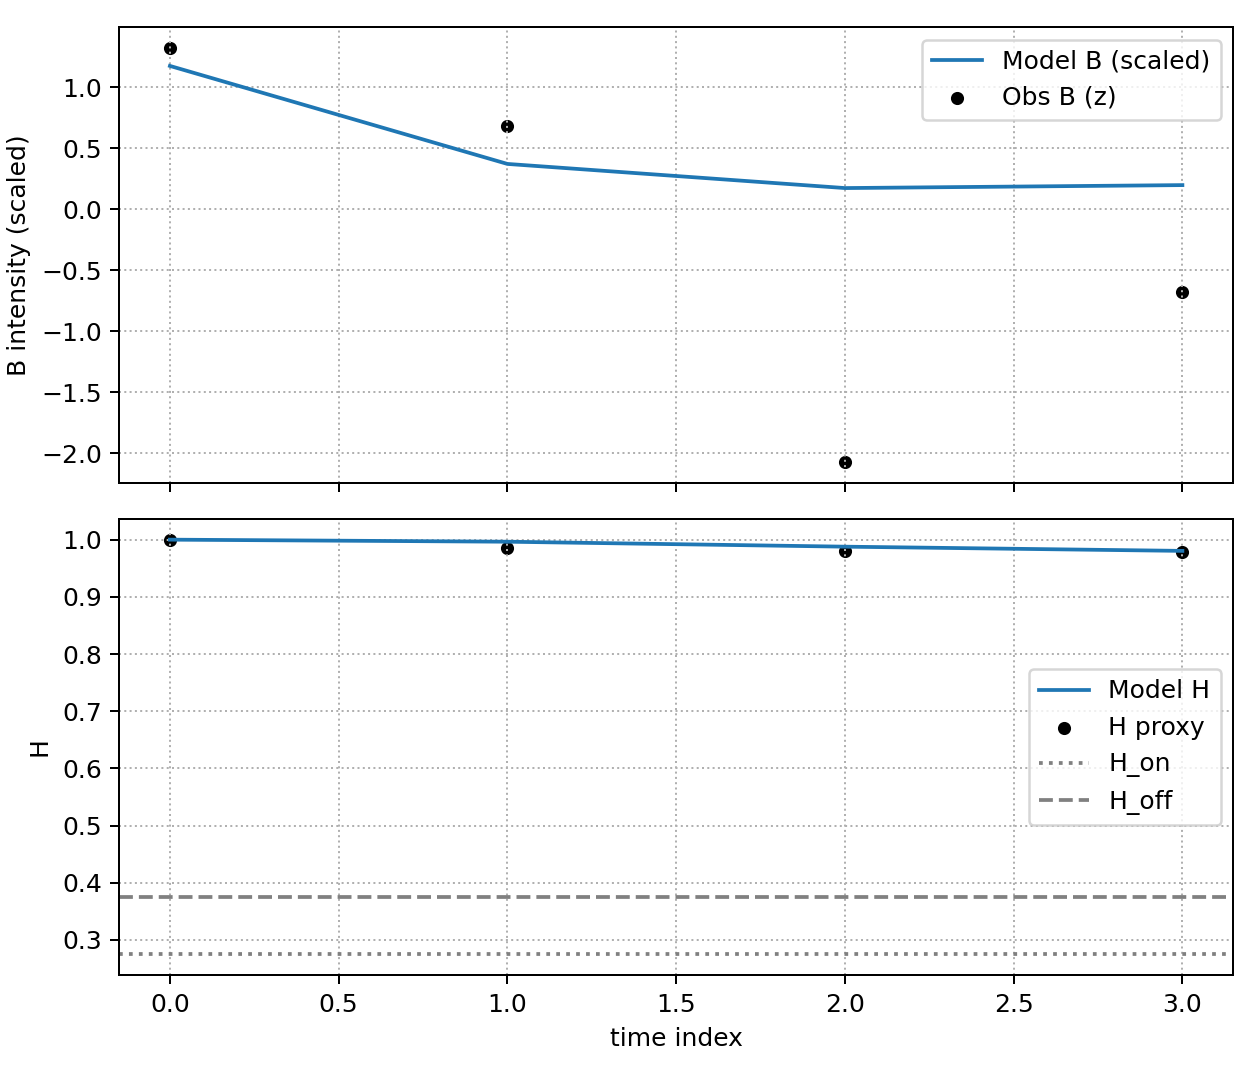 B intensity (scaled)
1.0
0.5
0.0
−0.5
−1.0
−1.5
−2.0
Model B (scaled)
Obs B (z)
H
1.0
0.9
0.8
0.7
0.6
0.5
0.4
0.3
Model H
H proxy
H_on
H_off
0.0 0.5 1.0 1.5 2.0 2.5 3.0
time index